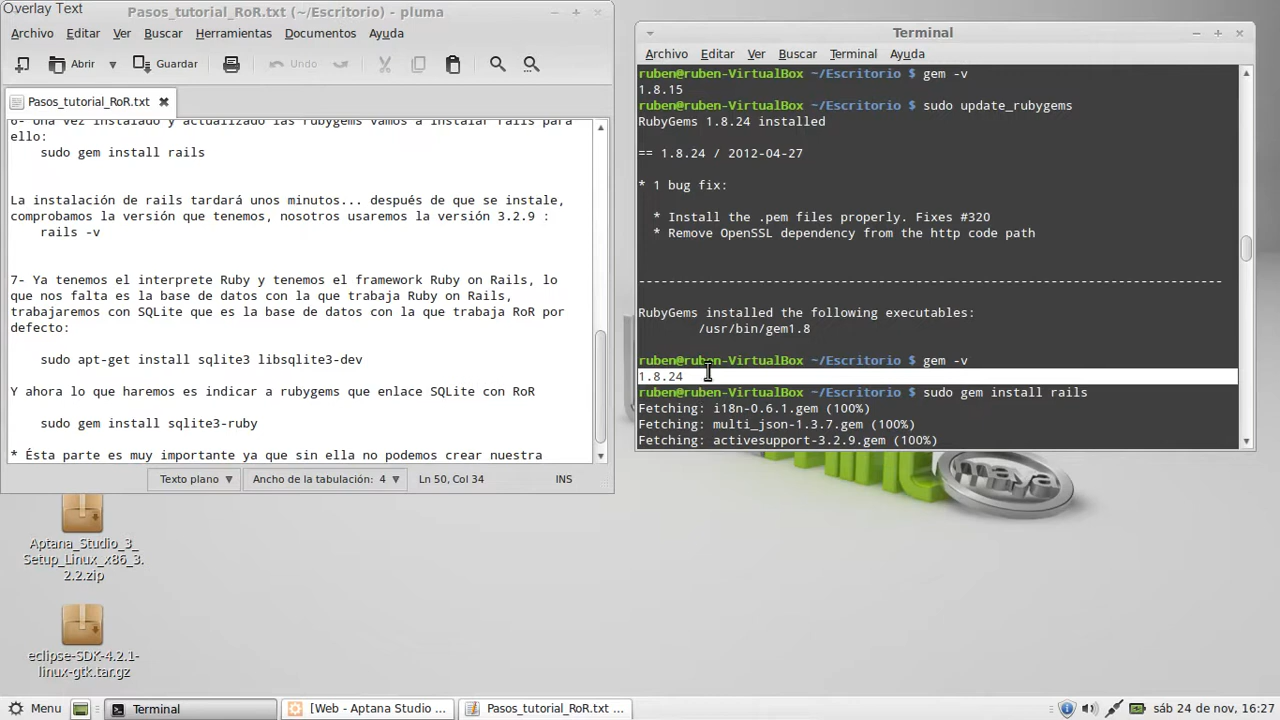 Overlay Text
Pasos_tutorial_RoR.txt (~/Escritorio) - pluma
Archivo Editar Ver Buscar Herramientas Documentos Ayuda
Abrir Guardar Undo
Pasos_tutorial_RoR.txt
6- Una vez instalado y actualizado las rubygems vamos a instalar rails para
ello:
sudo gem install rails
La instalación de rails tardará unos minutos... después de que se instale,
comprobamos la versión que tenemos, nosotros usaremos la versión 3.2.9 :
rails -v
7- Ya tenemos el interprete Ruby y tenemos el framework Ruby on Rails, lo
que nos falta es la base de datos con la que trabaja Ruby on Rails,
trabajaremos con SQLite que es la base de datos con la que trabaja RoR por
defecto:
sudo apt-get install sqlite3 libsqlite3-dev
Y ahora lo que haremos es indicar a rubygems que enlace SQLite con RoR
sudo gem install sqlite3-ruby
* Ésta parte es muy importante ya que sin ella no podemos crear nuestra
Texto plano Ancho de la tabulación: 4 Ln 50, Col 34 INS
Terminal
Archivo Editar Ver Buscar Terminal Ayuda
ruben@ruben-VirtualBox ~/Escritorio $ gem -v
1.8.15
ruben@ruben-VirtualBox ~/Escritorio $ sudo update_rubygems
RubyGems 1.8.24 installed
== 1.8.24 / 2012-04-27
* 1 bug fix:
* Install the .pem files properly. Fixes #320
* Remove OpenSSL dependency from the http code path
------------------------------------------------------------------------------
RubyGems installed the following executables:
/usr/bin/gem1.8
ruben@ruben-VirtualBox ~/Escritorio $ gem -v
1.8.24
ruben@ruben-VirtualBox ~/Escritorio $ sudo gem install rails
Fetching: i18n-0.6.1.gem (100%)
Fetching: multi_json-1.3.7.gem (100%)
Fetching: activesupport-3.2.9.gem (100%)
maya
Aptana_Studio_3_
Setup_Linux_x86_3.
2.2.zip
eclipse-SDK-4.2.1-
linux-gtk.tar.gz
Menu Terminal [Web - Aptana Studio ... Pasos_tutorial_RoR.txt ... sáb 24 de nov, 16:27